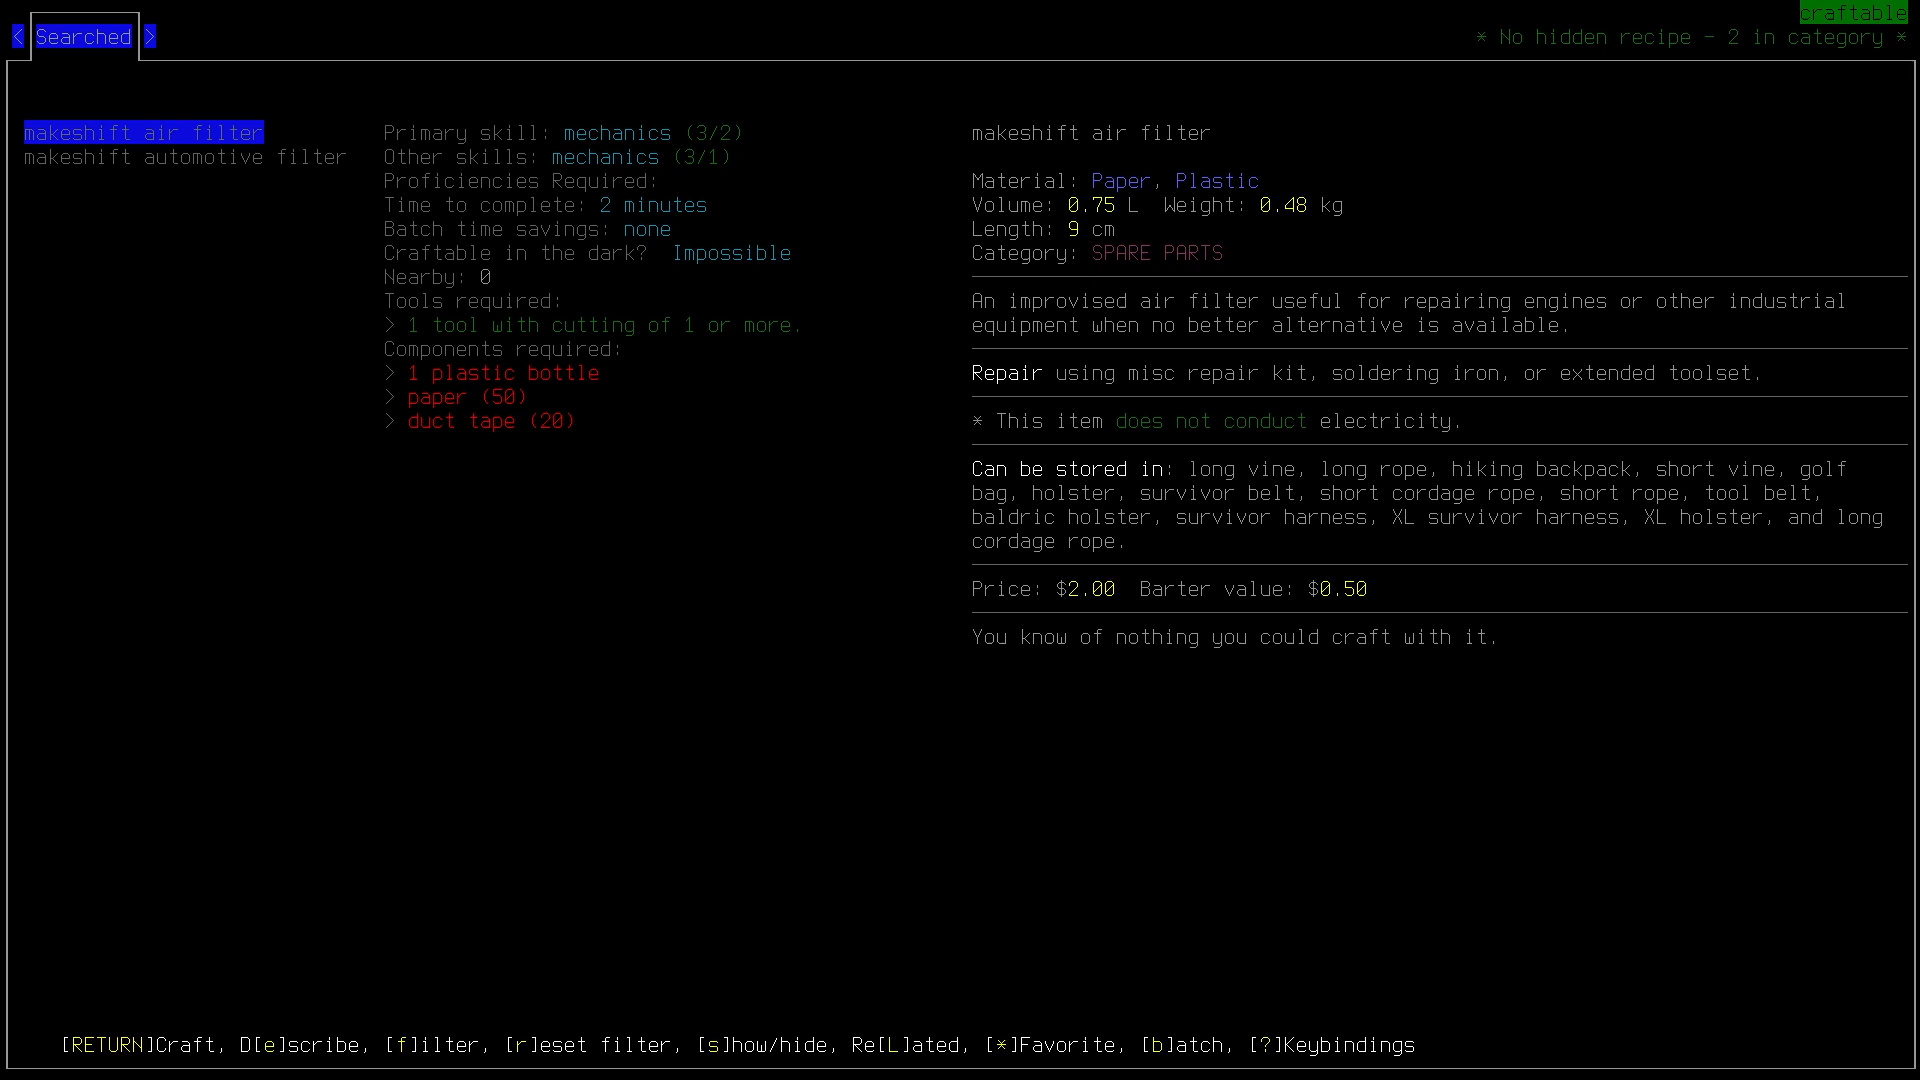 craftable
< Searched >
* No hidden recipe - 2 in category *
makeshift air filter
makeshift automotive filter
Primary skill: mechanics (3/2)
Other skills: mechanics (3/1)
Proficiencies Required:
Time to complete: 2 minutes
Batch time savings: none
Craftable in the dark?  Impossible
Nearby: 0
Tools required:
> 1 tool with cutting of 1 or more.
Components required:
> 1 plastic bottle
> paper (50)
> duct tape (20)
makeshift air filter
Material: Paper, Plastic
Volume: 0.75 L  Weight: 0.48 kg
Length: 9 cm
Category: SPARE PARTS
An improvised air filter useful for repairing engines or other industrial
equipment when no better alternative is available.
Repair using misc repair kit, soldering iron, or extended toolset.
* This item does not conduct electricity.
Can be stored in: long vine, long rope, hiking backpack, short vine, golf
bag, holster, survivor belt, short cordage rope, short rope, tool belt,
baldric holster, survivor harness, XL survivor harness, XL holster, and long
cordage rope.
Price: $2.00  Barter value: $0.50
You know of nothing you could craft with it.
[RETURN]Craft, D[e]scribe, [f]ilter, [r]eset filter, [s]how/hide, Re[L]ated, [*]Favorite, [b]atch, [?]Keybindings